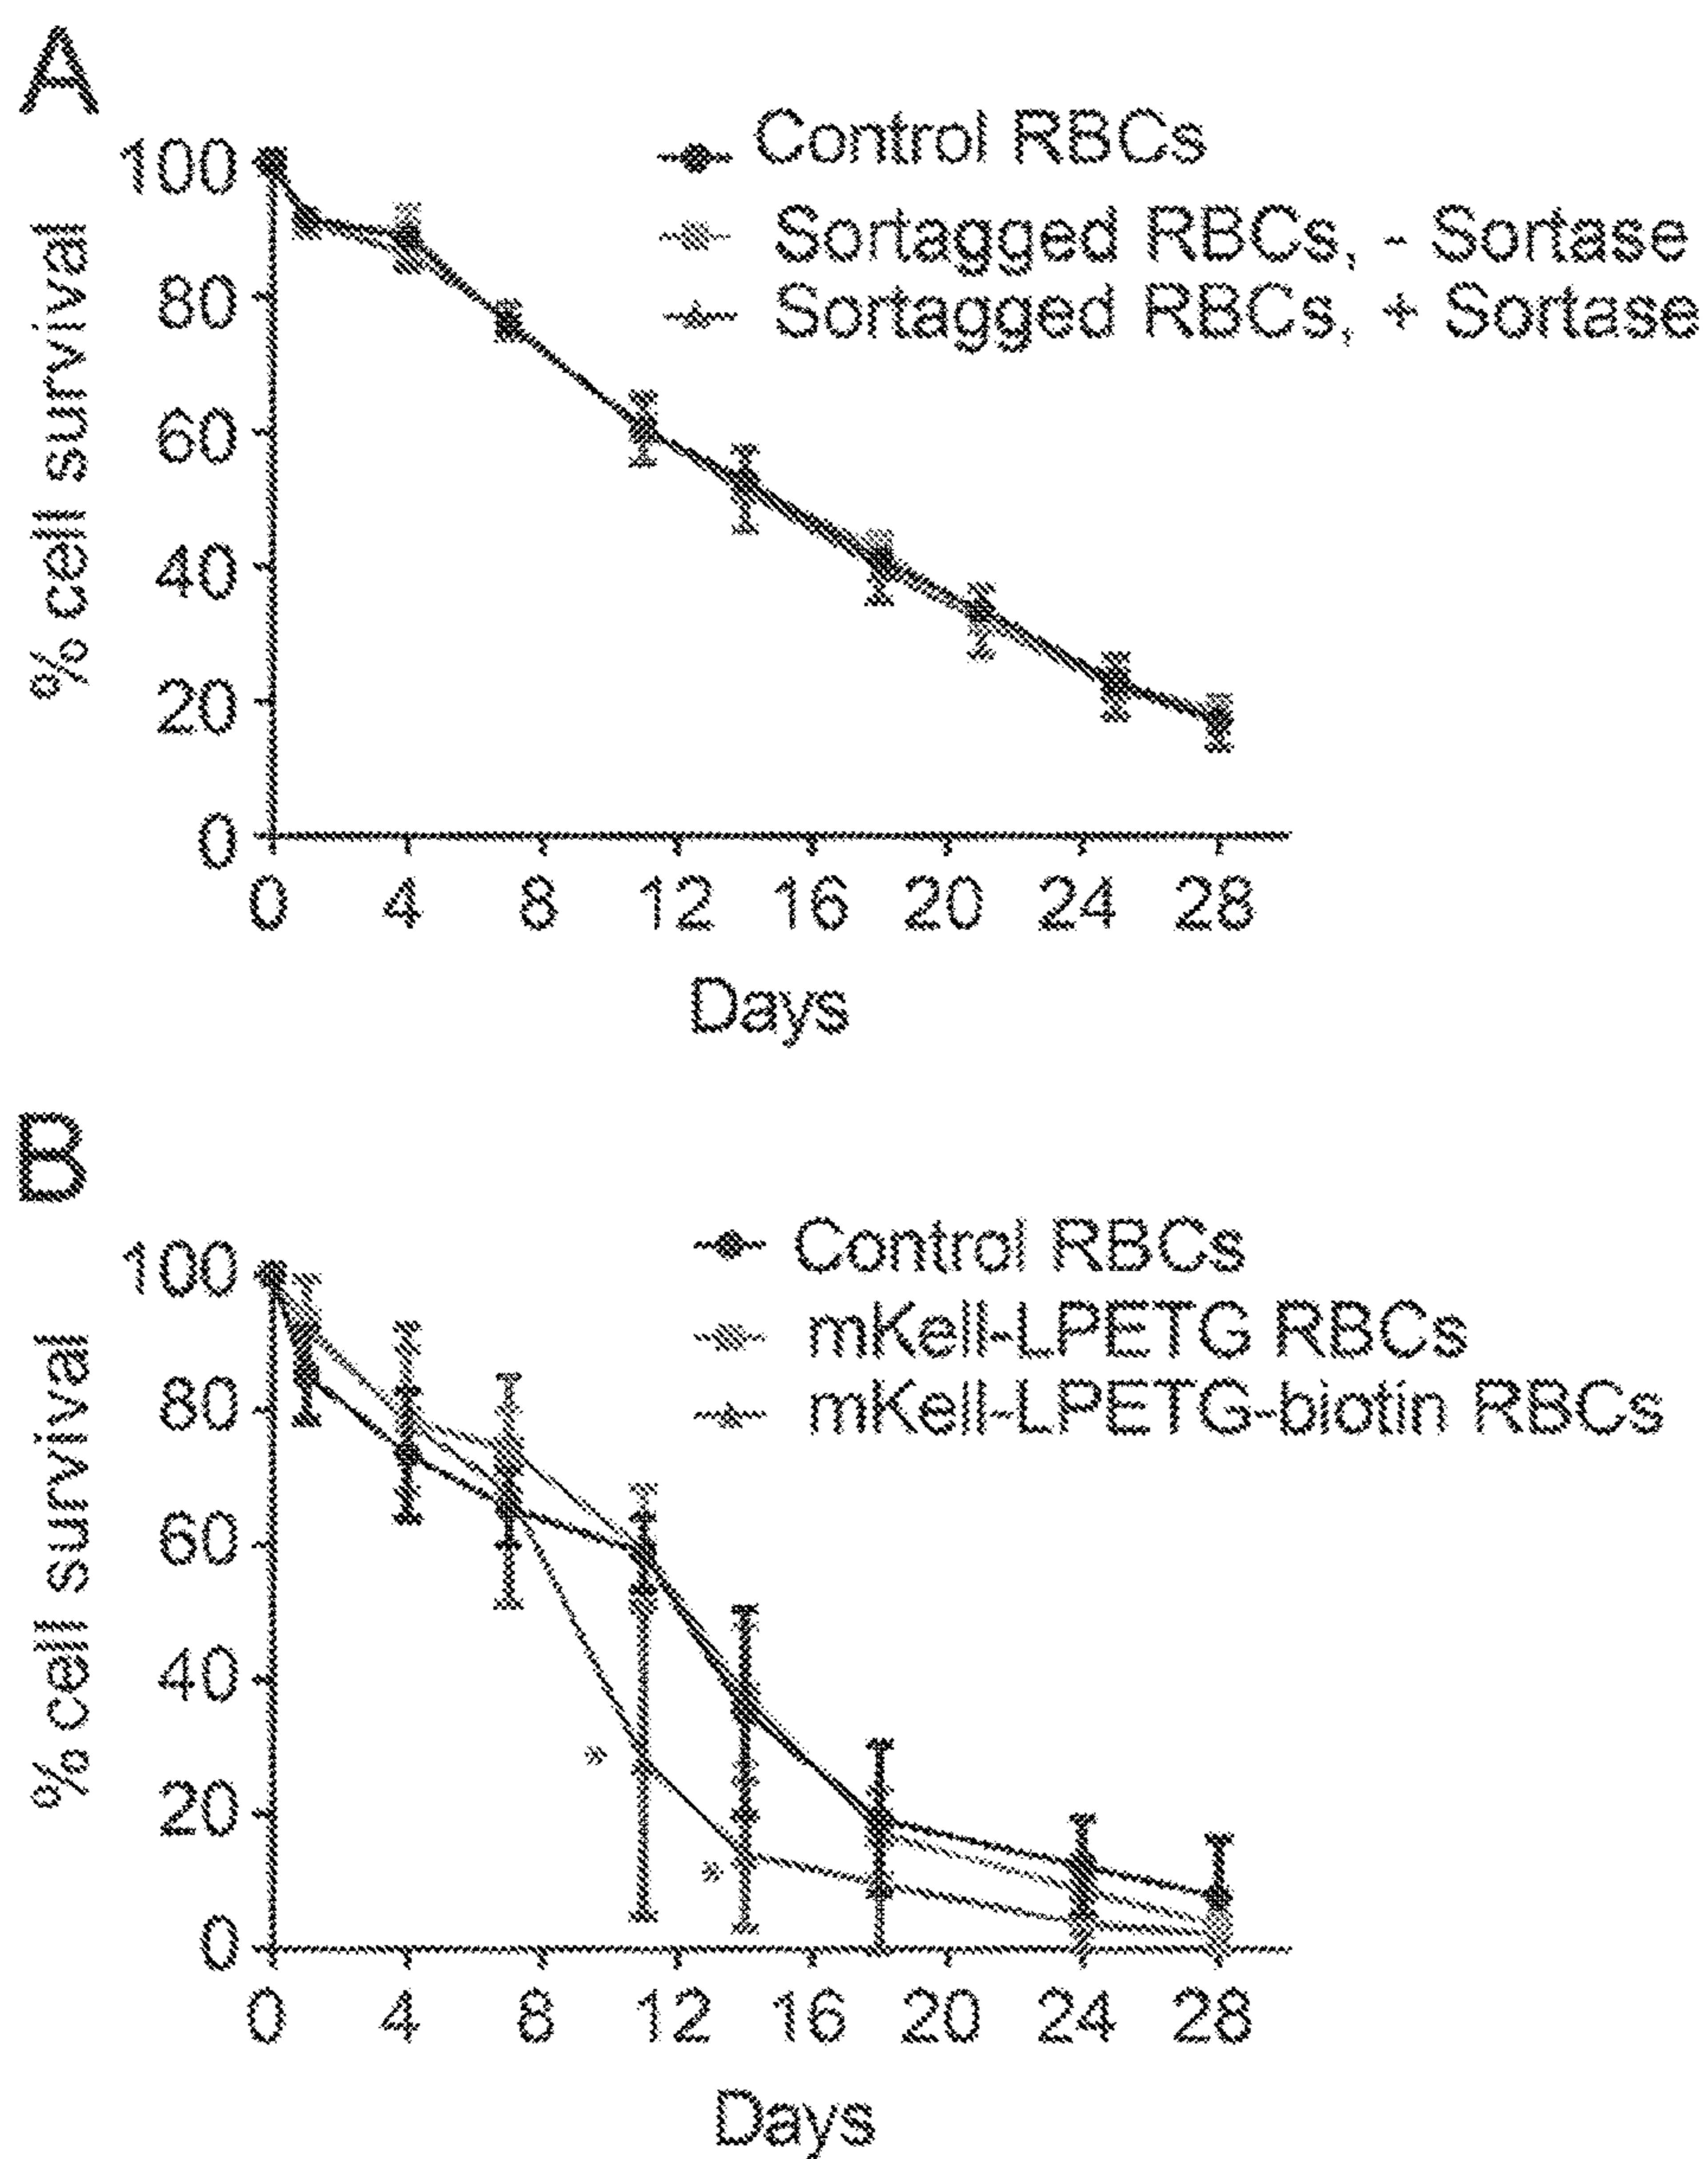 A
Control RBCs
Sortagged RBCs, - Sortase
Sortagged RBCs, + Sortase
% cell survival
100
80
60
40
20
0
0 4 8 12 16 20 24 28
Days
B
Control RBCs
mKell-LPETG RBCs
mKell-LPETG-biotin RBCs
% cell survival
100
80
60
40
20
0
*
*
0 4 8 12 16 20 24 28
Days